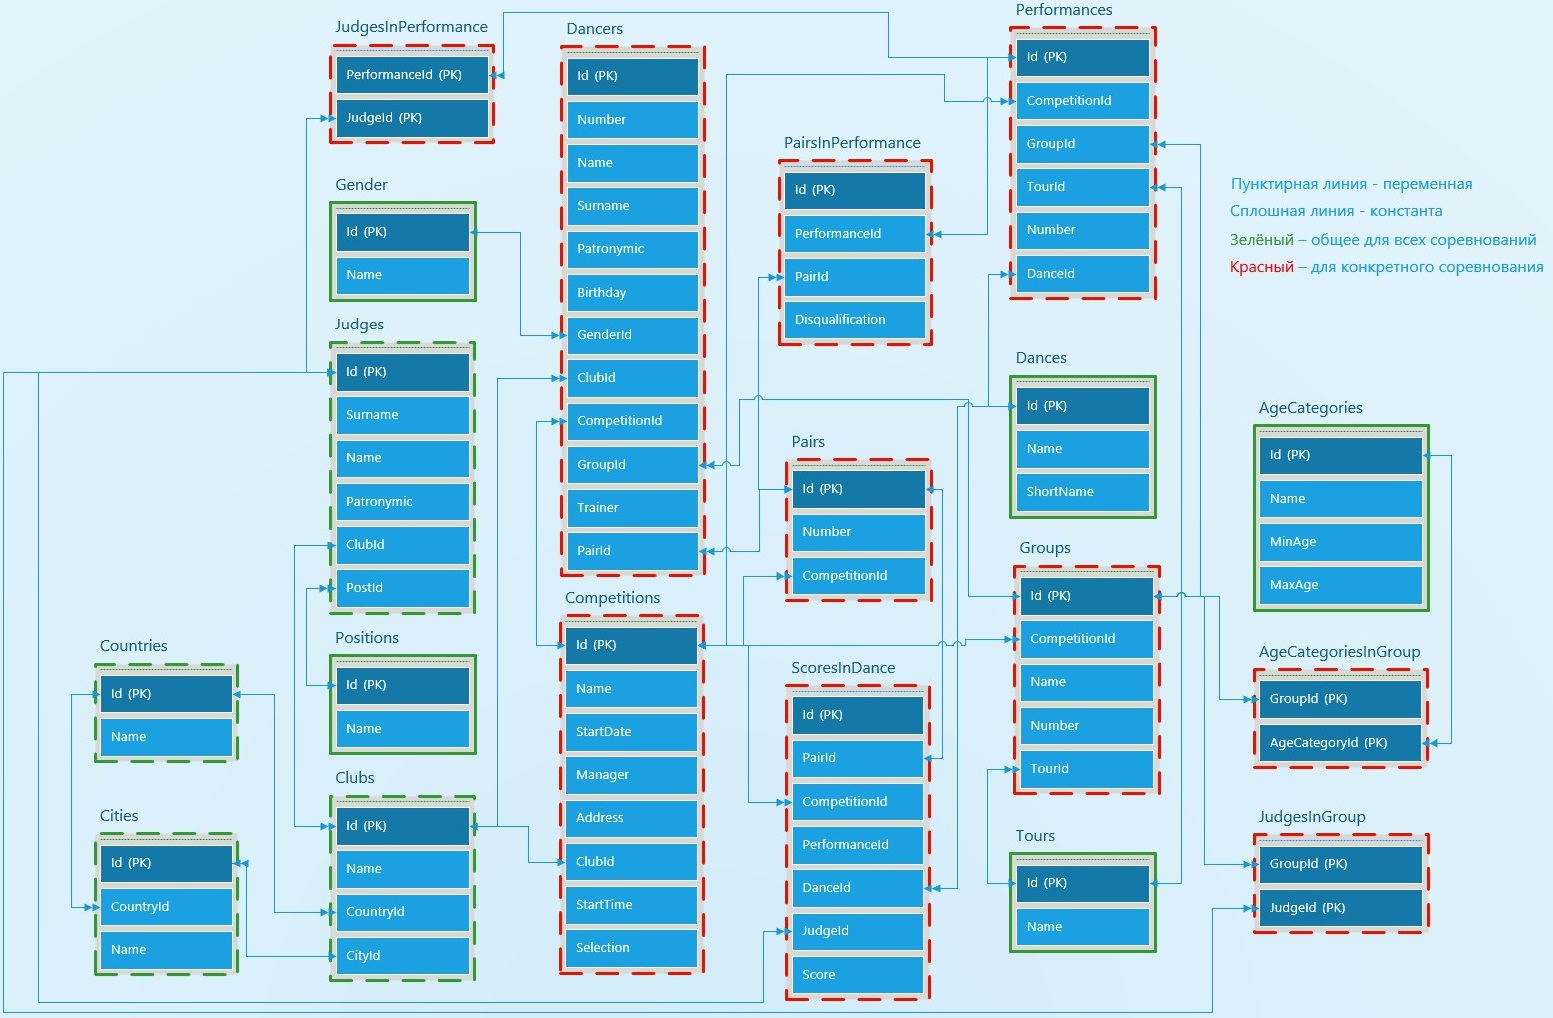 JudgesInPerformance
PerformanceId (PK)
JudgeId (PK)
Gender
Id (PK)
Name
Judges
Id (PK)
Surname
Name
Patronymic
ClubId
PostId
Positions
Id (PK)
Name
Countries
Id (PK)
Name
Cities
Id (PK)
CountryId
Name
Clubs
Id (PK)
Name
CountryId
CityId
Dancers
Id (PK)
Number
Name
Surname
Patronymic
Birthday
GenderId
ClubId
CompetitionId
GroupId
Trainer
PairId
Competitions
Id (PK)
Name
StartDate
Manager
Address
ClubId
StartTime
Selection
PairsInPerformance
Id (PK)
PerformanceId
PairId
Disqualification
Pairs
Id (PK)
Number
CompetitionId
ScoresInDance
Id (PK)
PairId
CompetitionId
PerformanceId
DanceId
JudgeId
Score
Performances
Id (PK)
CompetitionId
GroupId
TourId
Number
DanceId
Dances
Id (PK)
Name
ShortName
Groups
Id (PK)
CompetitionId
Name
Number
TourId
Tours
Id (PK)
Name
Пунктирная линия - переменная
Сплошная линия - константа
Зелёный – общее для всех соревнований
Красный – для конкретного соревнования
AgeCategories
Id (PK)
Name
MinAge
MaxAge
AgeCategoriesInGroup
GroupId (PK)
AgeCategoryId (PK)
JudgesInGroup
GroupId (PK)
JudgeId (PK)